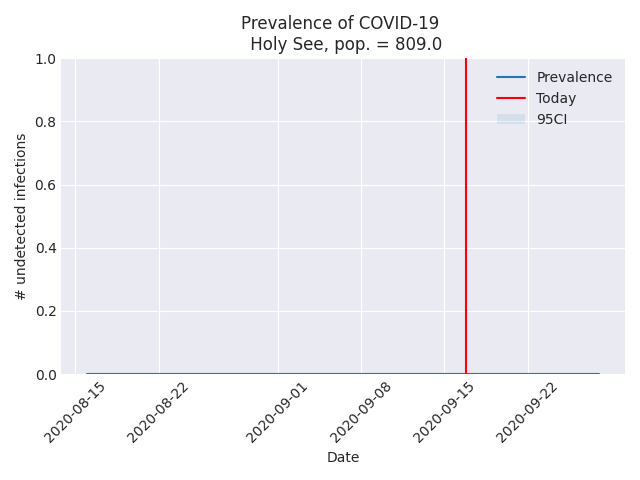 Prevalence of COVID-19
Holy See, pop. = 809.0
Prevalence
Today
95CI
# undetected infections
1.0
0.8
0.6
0.4
0.2
0.0
2020-08-15
2020-08-22
2020-09-01
2020-09-08
2020-09-15
2020-09-22
Date